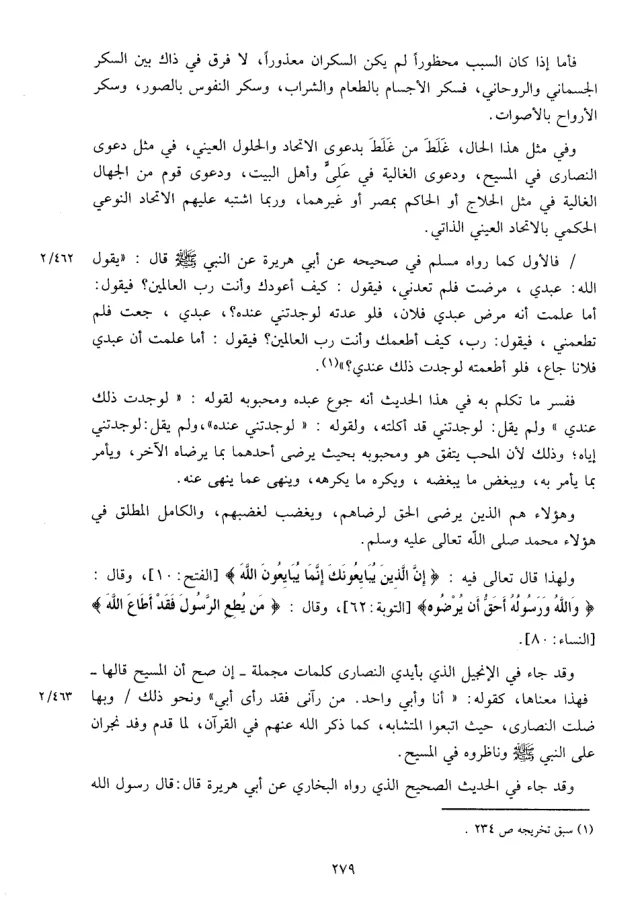 فأما إذا كان السبب محظوراً لم يكن السكران معذوراً، لا فرق في ذاك بين السكر
الجسماني والروحاني، فسكر الأجسام بالطعام والشراب، وسكر النفوس بالصور، وسكر
الأرواح بالأصوات.
وفي مثل هذا الحال، غَلَطَ من غَلَطَ بدعوى الاتحاد والحلول العيني، في مثل دعوى
النصارى في المسيح، ودعوى الغالية في عَلِىٍّ وأهل البيت، ودعوى قوم من الجهال
الغالية في مثل الحلاج أو الحاكم بمصر أو غيرهما، وربما اشتبه عليهم الاتحاد النوعي
الحكمي بالاتحاد العيني الذاتي.
٢/٤٦٢ / فالأول كما رواه مسلم في صحيحه عن أبي هريرة عن النبي ﷺ قال : «يقول
الله: عبدي ، مرضت فلم تعدني، فيقول : كيف أعودك وأنت رب العالمين؟ فيقول:
أما علمت أنه مرض عبدي فلان، فلو عدته لوجدتني عنده؟، عبدي ، جعت فلم
تطعمني ، فيقول: رب، كيف أطعمك وأنت رب العالمين؟ فيقول : أما علمت أن عبدي
فلانا جاع، فلو أطعمته لوجدت ذلك عندي؟»(١).
ففسر ما تكلم به في هذا الحديث أنه جوع عبده ومحبوبه لقوله : « لوجدت ذلك
عندي » ولم يقل: لوجدتني قد أكلته، ولقوله : « لوجدتني عنده»،ولم يقل:لوجدتني
إياه؛ وذلك لأن المحب يتفق هو ومحبوبه بحيث يرضى أحدهما بما يرضاه الآخر، ويأمر
بما يأمر به، ويبغض ما يبغضه ، ويكره ما يكرهه، وينهى عما ينهى عنه.
وهؤلاء هم الذين يرضى الحق لرضاهم، ويغضب لغضبهم، والكامل المطلق في
هؤلاء محمد صلى الله تعالى عليه وسلم.
ولهذا قال تعالى فيه : ﴿ إِنَّ الَّذِينَ يُبَايِعُونَكَ إِنَّمَا يُبَايِعُونَ اللَّهَ ﴾ [الفتح:١٠]، وقال :
﴿ وَاللَّهُ وَرَسُولُهُ أَحَقُّ أَن يُرْضُوهُ﴾ [التوبة:٦٢]، وقال : ﴿ مَن يُطِعِ الرَّسُولَ فَقَدْ أَطَاعَ اللَّهَ ﴾
[النساء:٨٠].
وقد جاء في الإنجيل الذي بأيدي النصارى كلمات مجملة ـ إن صح أن المسيح قالها ـ
٢/٤٦٣ فهذا معناها، كقوله: « أنا وأبي واحد. من رآنى فقد رأى أبي» ونحو ذلك / وبها
ضلت النصارى، حيث اتبعوا المتشابه، كما ذكر الله عنهم في القرآن، لما قدم وفد نجران
على النبي ﷺ وناظروه في المسيح.
وقد جاء في الحديث الصحيح الذي رواه البخاري عن أبي هريرة قال:قال رسول الله
(١) سبق تخريجه ص ٢٣٤ .
٢٧٩